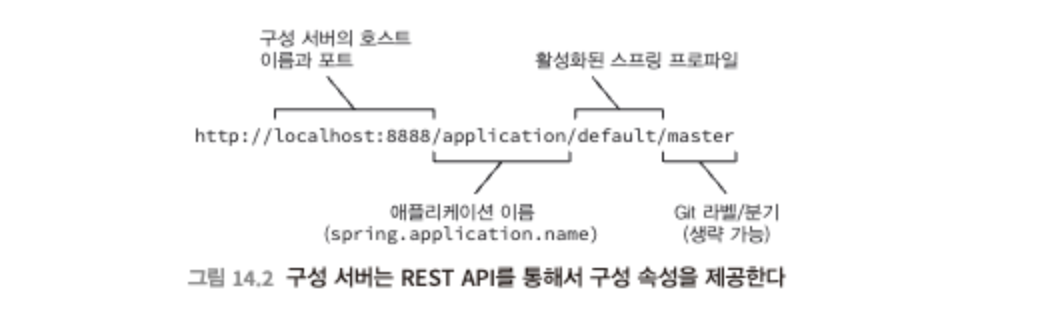 구성 서버의 호스트
이름과 포트
활성화된 스프링 프로파일
http://localhost:8888/application/default/master
애플리케이션 이름
(spring.application.name)
Git 라벨/분기
(생략 가능)
그림 14.2 구성 서버는 REST API를 통해서 구성 속성을 제공한다